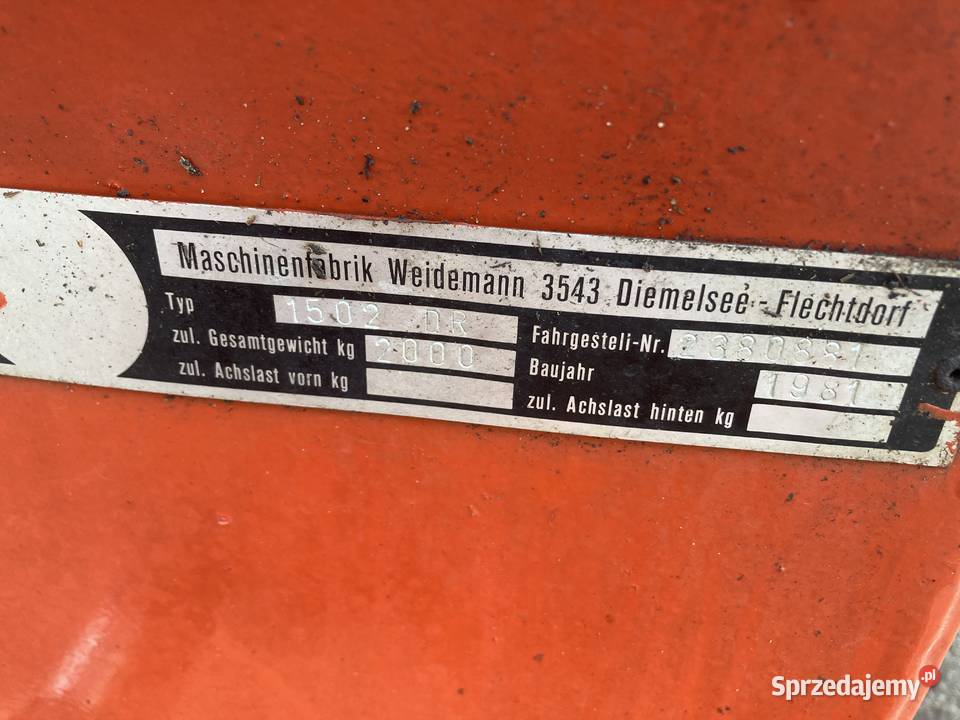 Maschinenfabrik Weidemann 3543 Diemelsee - Flechtdorf
Typ 1502 DR
zul. Gesamtgewicht kg 2000
zul. Achslast vorn kg
Fahrgestell-Nr. 2380881
Baujahr 1981
zul. Achslast hinten kg
Sprzedajemy.pl